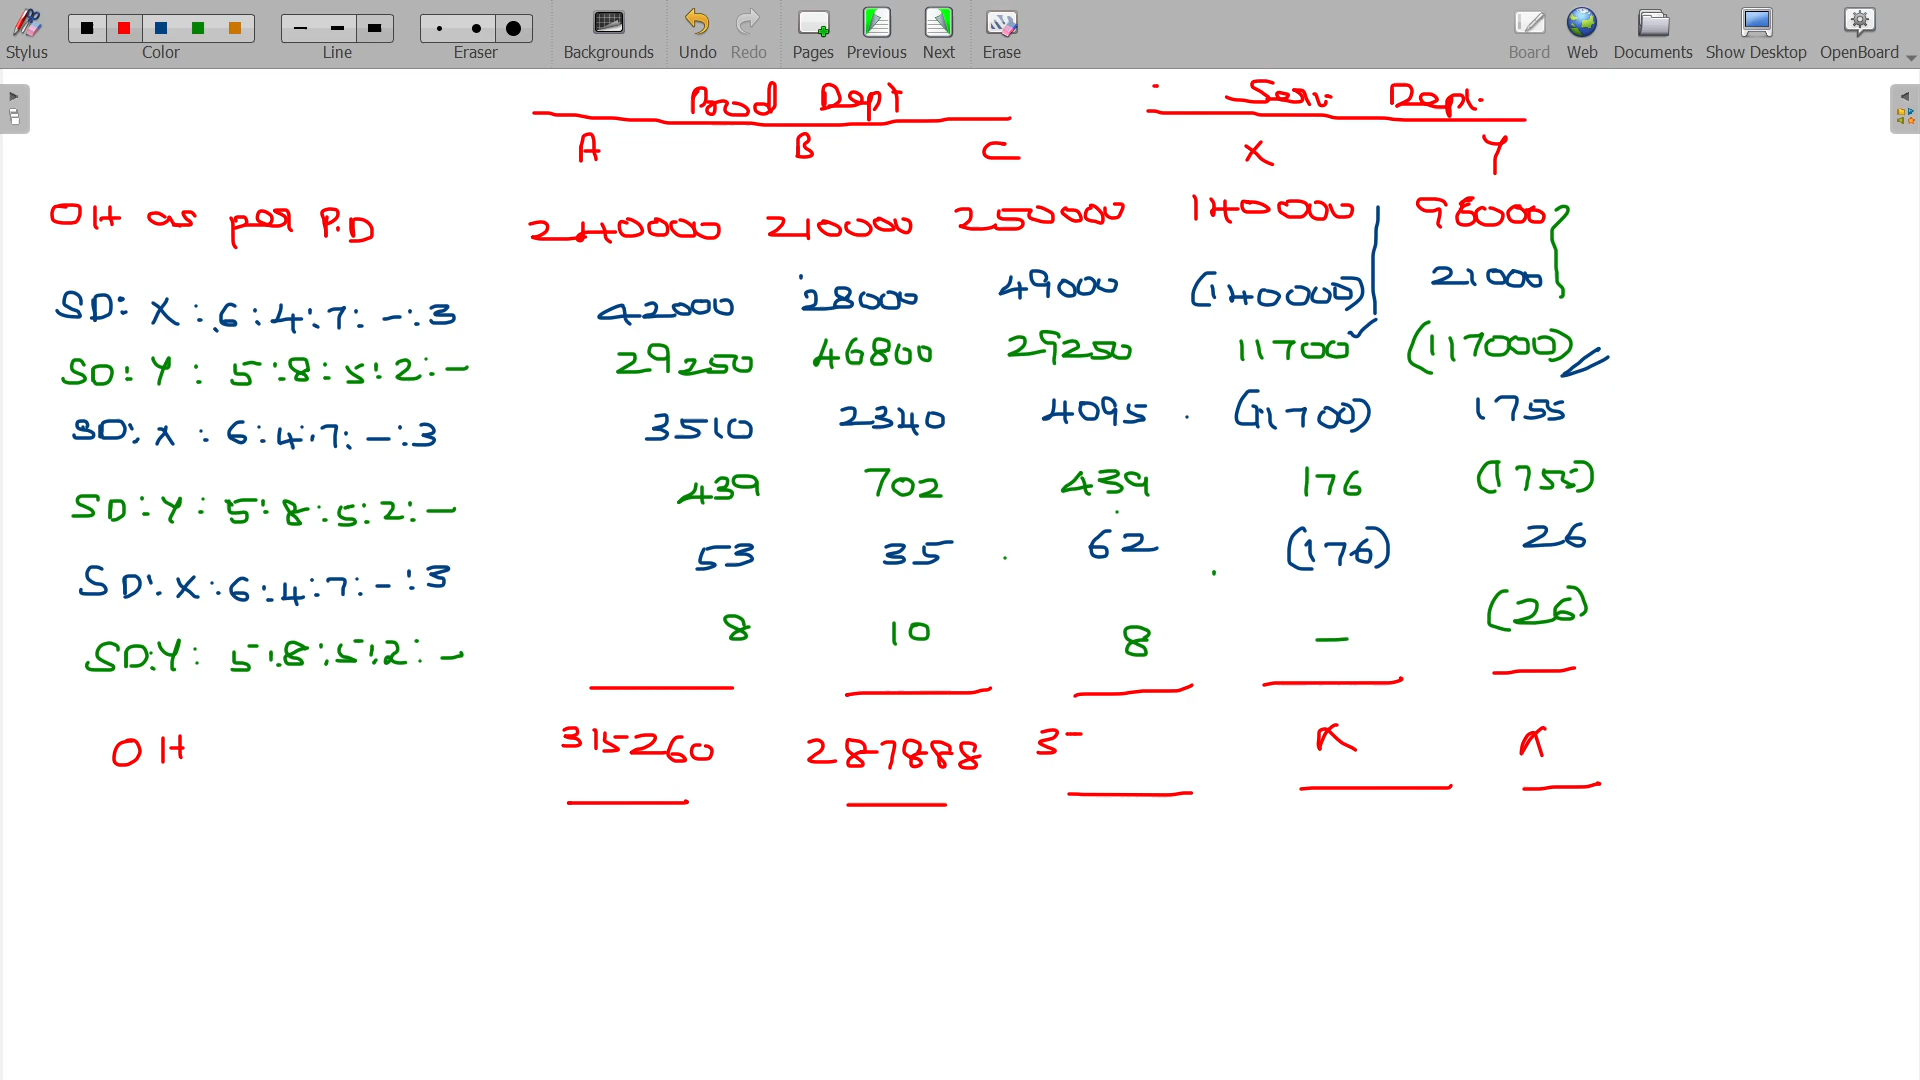 Stylus Color Line Eraser Backgrounds Undo Redo Pages Previous Next Erase Board Web Documents Show Desktop OpenBoard
Prod Dept Serv. Dept.
A B C X Y
OH as per P.D 240000 210000 250000 140000 96000
SD: X : 6 : 4 : 7 : - : 3 42000 28000 49000 (140000) 21000
SD: Y : 5 : 8 : 5 : 2 : - 29250 46800 29250 11700 (117000)
SD: X : 6 : 4 : 7 : - : 3 3510 2340 4095 (11700) 1755
SD : Y : 5 : 8 : 5 : 2 : - 439 702 439 176 (1755)
SD : X : 6 : 4 : 7 : - : 3 53 35 62 (176) 26
SD: Y : 5 : 8 : 5 : 2 : - 8 10 8 - (26)
OH 315260 287888 3 x x